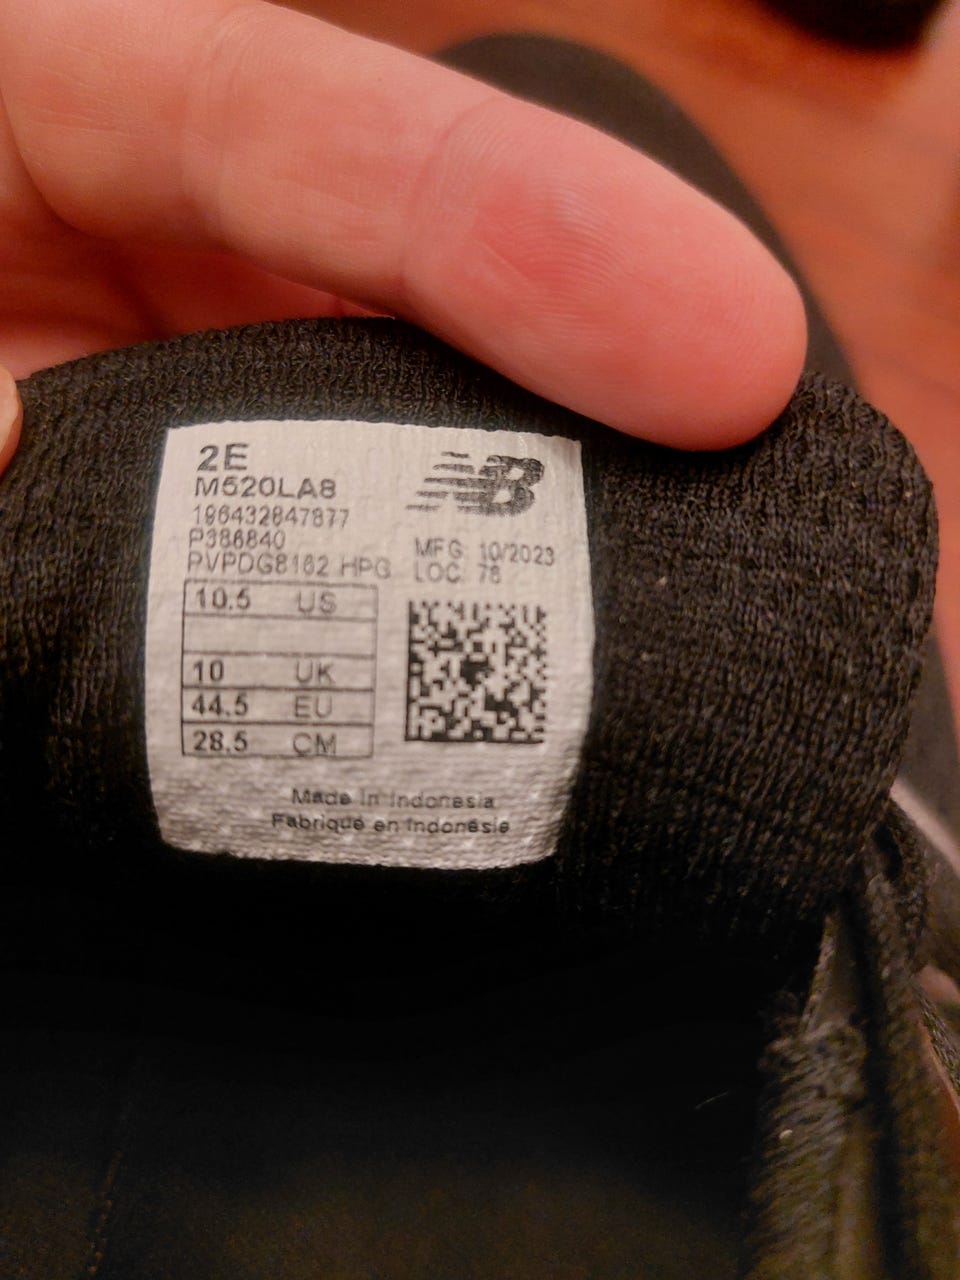 2E
M520LA8
196432847877
P386840
PVPDG8162 HPG
NB
MFG: 10/2023
LOC: 78
10.5 US
10 UK
44.5 EU
28.5 CM
Made in Indonesia
Fabriqué en Indonésie